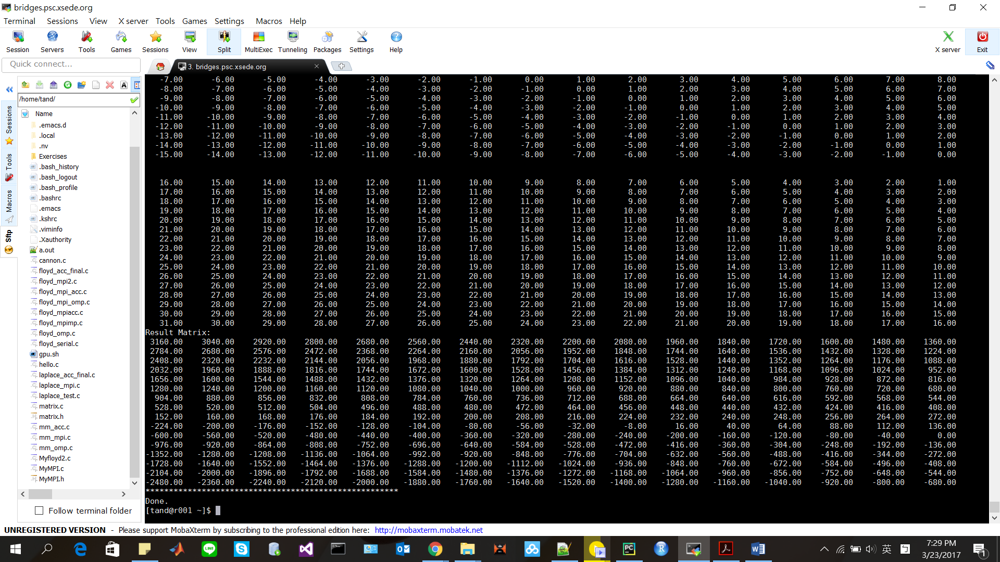 bridges.psc.xsede.org
Terminal Sessions View X server Tools Games Settings Macros Help
Session Servers Tools Games Sessions View Split MultiExec Tunneling Packages Settings Help X server Exit
Quick connect...
3. bridges.psc.xsede.org
/home/tand/
Name
.emacs.d
.local
.nv
Exercises
.bash_history
.bash_logout
.bash_profile
.bashrc
.emacs
.kshrc
.viminfo
.Xauthority
a.out
cannon.c
floyd_acc_final.c
floyd_mpi2.c
floyd_mpi_acc.c
floyd_mpi_omp.c
floyd_mpiacc.c
floyd_mpimp.c
floyd_omp.c
floyd_serial.c
gpu.sh
hello.c
laplace_acc_final.c
laplace_mpi.c
laplace_test.c
matrix.c
matrix.h
mm_acc.c
mm_mpi.c
mm_omp.c
Myfloyd2.c
MyMPI.c
MyMPI.h
Follow terminal folder
Sessions
Tools
Macros
Sftp
-7.00 -6.00 -5.00 -4.00 -3.00 -2.00 -1.00 0.00 1.00 2.00 3.00 4.00 5.00 6.00 7.00 8.00
-8.00 -7.00 -6.00 -5.00 -4.00 -3.00 -2.00 -1.00 0.00 1.00 2.00 3.00 4.00 5.00 6.00 7.00
-9.00 -8.00 -7.00 -6.00 -5.00 -4.00 -3.00 -2.00 -1.00 0.00 1.00 2.00 3.00 4.00 5.00 6.00
-10.00 -9.00 -8.00 -7.00 -6.00 -5.00 -4.00 -3.00 -2.00 -1.00 0.00 1.00 2.00 3.00 4.00 5.00
-11.00 -10.00 -9.00 -8.00 -7.00 -6.00 -5.00 -4.00 -3.00 -2.00 -1.00 0.00 1.00 2.00 3.00 4.00
-12.00 -11.00 -10.00 -9.00 -8.00 -7.00 -6.00 -5.00 -4.00 -3.00 -2.00 -1.00 0.00 1.00 2.00 3.00
-13.00 -12.00 -11.00 -10.00 -9.00 -8.00 -7.00 -6.00 -5.00 -4.00 -3.00 -2.00 -1.00 0.00 1.00 2.00
-14.00 -13.00 -12.00 -11.00 -10.00 -9.00 -8.00 -7.00 -6.00 -5.00 -4.00 -3.00 -2.00 -1.00 0.00 1.00
-15.00 -14.00 -13.00 -12.00 -11.00 -10.00 -9.00 -8.00 -7.00 -6.00 -5.00 -4.00 -3.00 -2.00 -1.00 0.00
16.00 15.00 14.00 13.00 12.00 11.00 10.00 9.00 8.00 7.00 6.00 5.00 4.00 3.00 2.00 1.00
17.00 16.00 15.00 14.00 13.00 12.00 11.00 10.00 9.00 8.00 7.00 6.00 5.00 4.00 3.00 2.00
18.00 17.00 16.00 15.00 14.00 13.00 12.00 11.00 10.00 9.00 8.00 7.00 6.00 5.00 4.00 3.00
19.00 18.00 17.00 16.00 15.00 14.00 13.00 12.00 11.00 10.00 9.00 8.00 7.00 6.00 5.00 4.00
20.00 19.00 18.00 17.00 16.00 15.00 14.00 13.00 12.00 11.00 10.00 9.00 8.00 7.00 6.00 5.00
21.00 20.00 19.00 18.00 17.00 16.00 15.00 14.00 13.00 12.00 11.00 10.00 9.00 8.00 7.00 6.00
22.00 21.00 20.00 19.00 18.00 17.00 16.00 15.00 14.00 13.00 12.00 11.00 10.00 9.00 8.00 7.00
23.00 22.00 21.00 20.00 19.00 18.00 17.00 16.00 15.00 14.00 13.00 12.00 11.00 10.00 9.00 8.00
24.00 23.00 22.00 21.00 20.00 19.00 18.00 17.00 16.00 15.00 14.00 13.00 12.00 11.00 10.00 9.00
25.00 24.00 23.00 22.00 21.00 20.00 19.00 18.00 17.00 16.00 15.00 14.00 13.00 12.00 11.00 10.00
26.00 25.00 24.00 23.00 22.00 21.00 20.00 19.00 18.00 17.00 16.00 15.00 14.00 13.00 12.00 11.00
27.00 26.00 25.00 24.00 23.00 22.00 21.00 20.00 19.00 18.00 17.00 16.00 15.00 14.00 13.00 12.00
28.00 27.00 26.00 25.00 24.00 23.00 22.00 21.00 20.00 19.00 18.00 17.00 16.00 15.00 14.00 13.00
29.00 28.00 27.00 26.00 25.00 24.00 23.00 22.00 21.00 20.00 19.00 18.00 17.00 16.00 15.00 14.00
30.00 29.00 28.00 27.00 26.00 25.00 24.00 23.00 22.00 21.00 20.00 19.00 18.00 17.00 16.00 15.00
31.00 30.00 29.00 28.00 27.00 26.00 25.00 24.00 23.00 22.00 21.00 20.00 19.00 18.00 17.00 16.00
Result Matrix:
3160.00 3040.00 2920.00 2800.00 2680.00 2560.00 2440.00 2320.00 2200.00 2080.00 1960.00 1840.00 1720.00 1600.00 1480.00 1360.00
2784.00 2680.00 2576.00 2472.00 2368.00 2264.00 2160.00 2056.00 1952.00 1848.00 1744.00 1640.00 1536.00 1432.00 1328.00 1224.00
2408.00 2320.00 2232.00 2144.00 2056.00 1968.00 1880.00 1792.00 1704.00 1616.00 1528.00 1440.00 1352.00 1264.00 1176.00 1088.00
2032.00 1960.00 1888.00 1816.00 1744.00 1672.00 1600.00 1528.00 1456.00 1384.00 1312.00 1240.00 1168.00 1096.00 1024.00 952.00
1656.00 1600.00 1544.00 1488.00 1432.00 1376.00 1320.00 1264.00 1208.00 1152.00 1096.00 1040.00 984.00 928.00 872.00 816.00
1280.00 1240.00 1200.00 1160.00 1120.00 1080.00 1040.00 1000.00 960.00 920.00 880.00 840.00 800.00 760.00 720.00 680.00
904.00 880.00 856.00 832.00 808.00 784.00 760.00 736.00 712.00 688.00 664.00 640.00 616.00 592.00 568.00 544.00
528.00 520.00 512.00 504.00 496.00 488.00 480.00 472.00 464.00 456.00 448.00 440.00 432.00 424.00 416.00 408.00
152.00 160.00 168.00 176.00 184.00 192.00 200.00 208.00 216.00 224.00 232.00 240.00 248.00 256.00 264.00 272.00
-224.00 -200.00 -176.00 -152.00 -128.00 -104.00 -80.00 -56.00 -32.00 -8.00 16.00 40.00 64.00 88.00 112.00 136.00
-600.00 -560.00 -520.00 -480.00 -440.00 -400.00 -360.00 -320.00 -280.00 -240.00 -200.00 -160.00 -120.00 -80.00 -40.00 0.00
-976.00 -920.00 -864.00 -808.00 -752.00 -696.00 -640.00 -584.00 -528.00 -472.00 -416.00 -360.00 -304.00 -248.00 -192.00 -136.00
-1352.00 -1280.00 -1208.00 -1136.00 -1064.00 -992.00 -920.00 -848.00 -776.00 -704.00 -632.00 -560.00 -488.00 -416.00 -344.00 -272.00
-1728.00 -1640.00 -1552.00 -1464.00 -1376.00 -1288.00 -1200.00 -1112.00 -1024.00 -936.00 -848.00 -760.00 -672.00 -584.00 -496.00 -408.00
-2104.00 -2000.00 -1896.00 -1792.00 -1688.00 -1584.00 -1480.00 -1376.00 -1272.00 -1168.00 -1064.00 -960.00 -856.00 -752.00 -648.00 -544.00
-2480.00 -2360.00 -2240.00 -2120.00 -2000.00 -1880.00 -1760.00 -1640.00 -1520.00 -1400.00 -1280.00 -1160.00 -1040.00 -920.00 -800.00 -680.00
******************************************************
Done.
[tand@r001 ~]$
UNREGISTERED VERSION - Please support MobaXterm by subscribing to the professional edition here: http://mobaxterm.mobatek.net
英
7:29 PM
3/23/2017
1